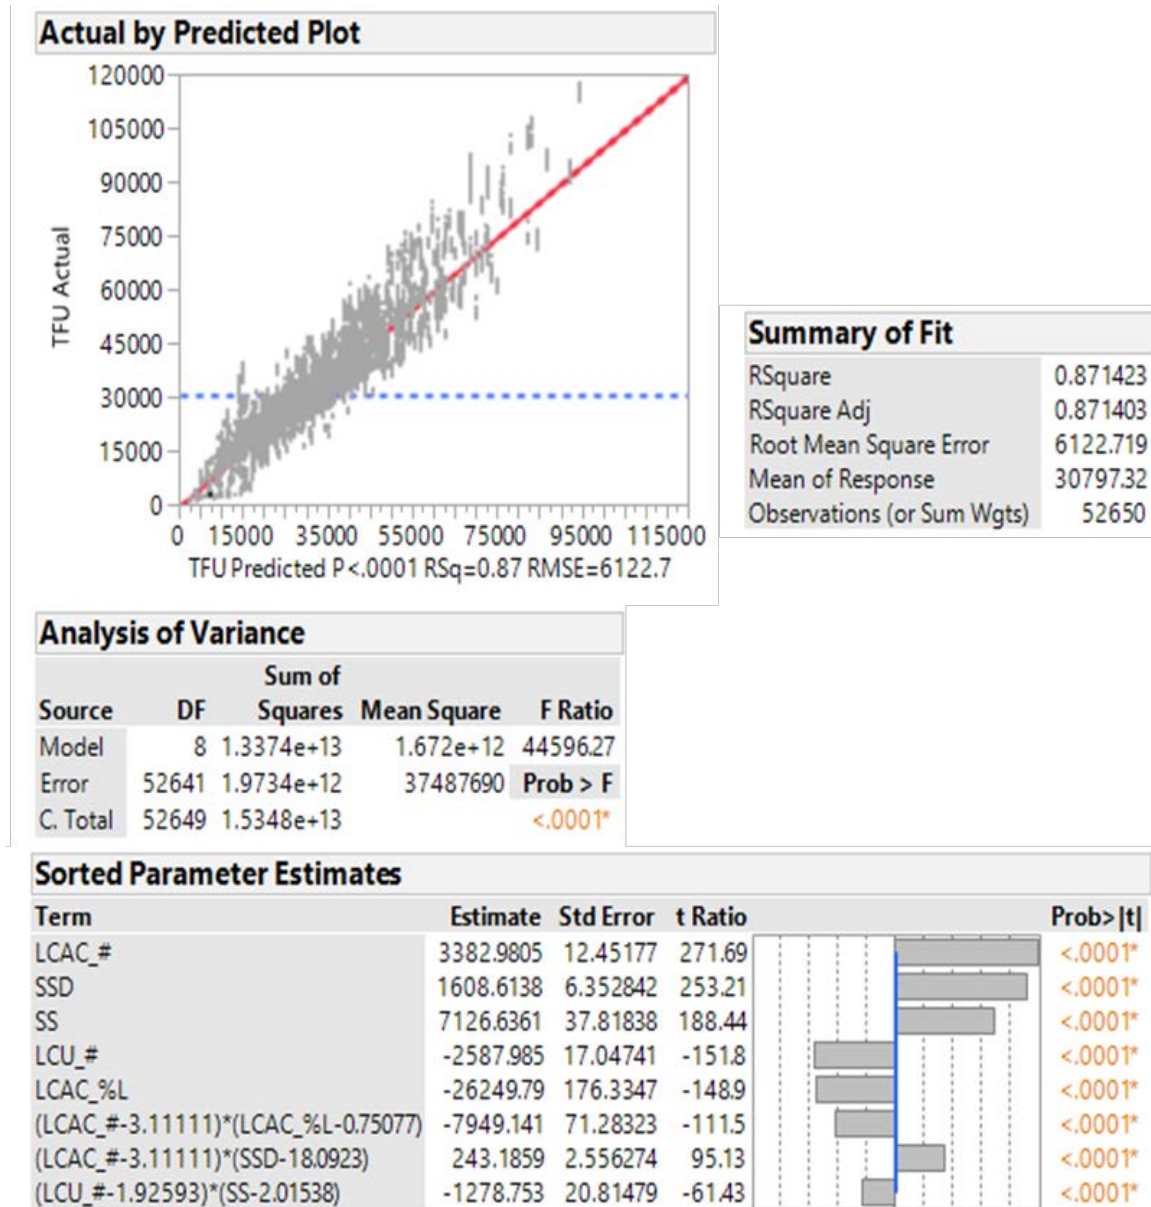 Actual by Predicted Plot
120000
105000
90000
75000
60000
45000
30000
15000
0
TFU Actual
0 15000 35000 55000 75000 95000 115000
TFU Predicted P<.0001 RSq=0.87 RMSE=6122.7
Summary of Fit
RSquare 0.871423
RSquare Adj 0.871403
Root Mean Square Error 6122.719
Mean of Response 30797.32
Observations (or Sum Wgts) 52650
Analysis of Variance
Sum of
Source DF Squares Mean Square F Ratio
Model 8 1.3374e+13 1.672e+12 44596.27
Error 52641 1.9734e+12 37487690 Prob > F
C. Total 52649 1.5348e+13 <.0001*
Sorted Parameter Estimates
Term Estimate Std Error t Ratio Prob>|t|
LCAC_# 3382.9805 12.45177 271.69 <.0001*
SSD 1608.6138 6.352842 253.21 <.0001*
SS 7126.6361 37.81838 188.44 <.0001*
LCU_# -2587.985 17.04741 -151.8 <.0001*
LCAC_%L -26249.79 176.3347 -148.9 <.0001*
(LCAC_#-3.11111)*(LCAC_%L-0.75077) -7949.141 71.28323 -111.5 <.0001*
(LCAC_#-3.11111)*(SSD-18.0923) 243.1859 2.556274 95.13 <.0001*
(LCU_#-1.92593)*(SS-2.01538) -1278.753 20.81479 -61.43 <.0001*